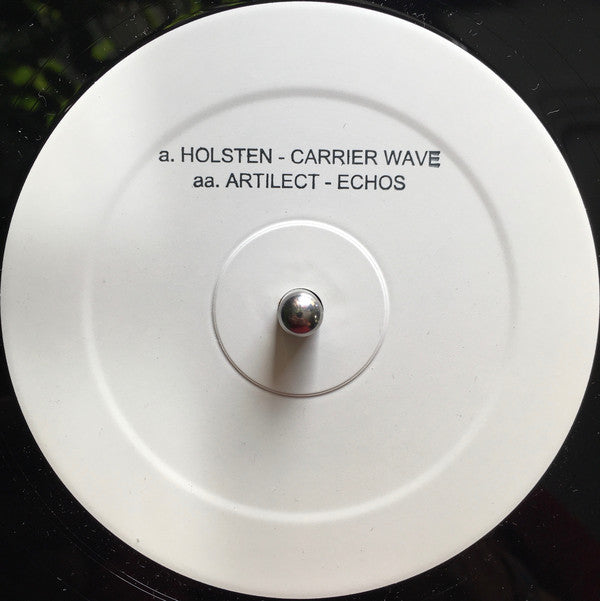 a. HOLSTEN - CARRIER WAVE
aa. ARTILECT - ECHOS